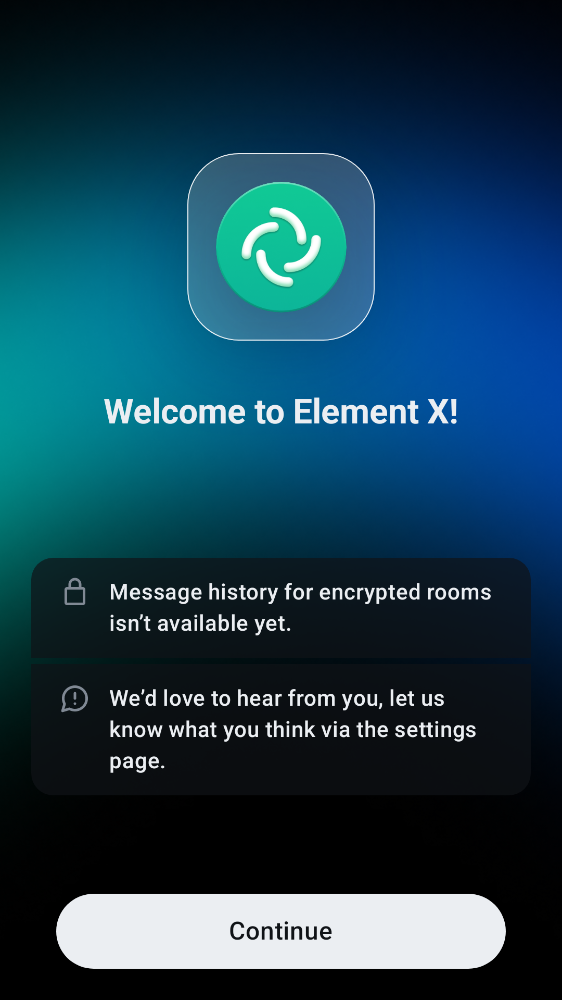 Welcome to Element X!
Message history for encrypted rooms
isn’t available yet.
We’d love to hear from you, let us
know what you think via the settings
page.
Continue